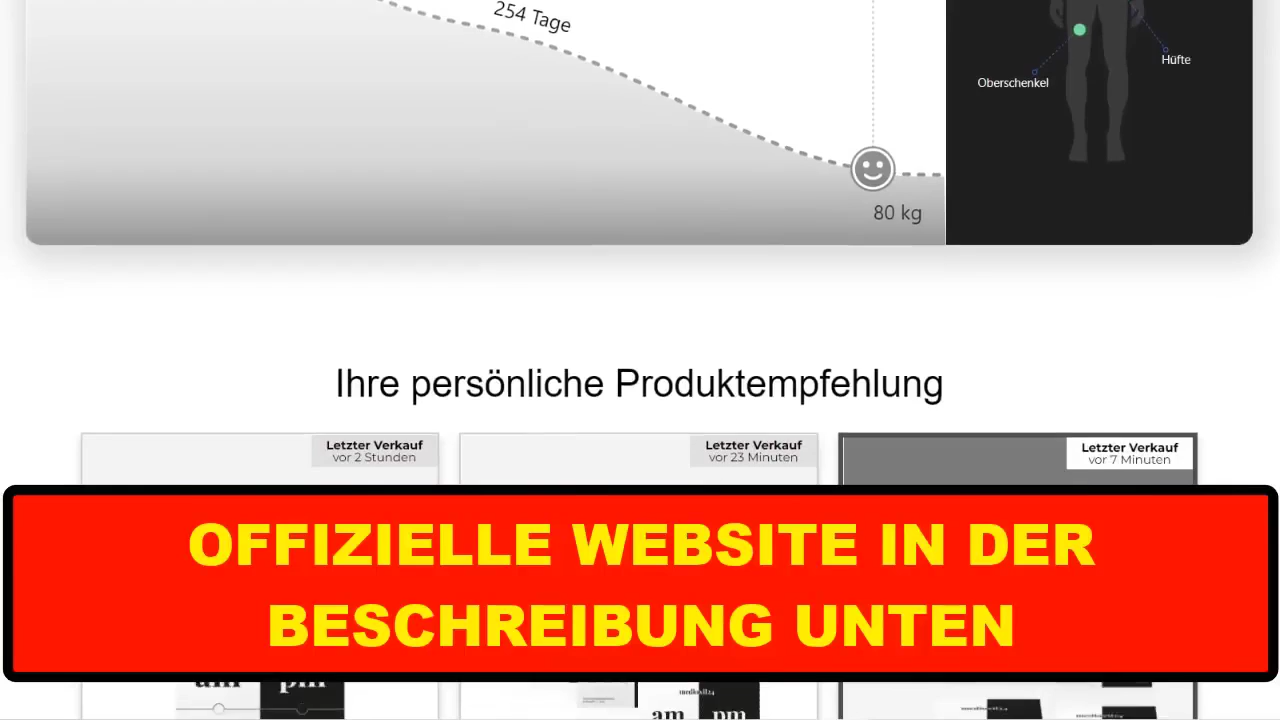 254 Tage
Hüfte
Oberschenkel
80 kg
Ihre persönliche Produktempfehlung
Letzter Verkauf
vor 2 Stunden
Letzter Verkauf
vor 23 Minuten
Letzter Verkauf
vor 7 Minuten
OFFIZIELLE WEBSITE IN DER
BESCHREIBUNG UNTEN
am pm
am pm